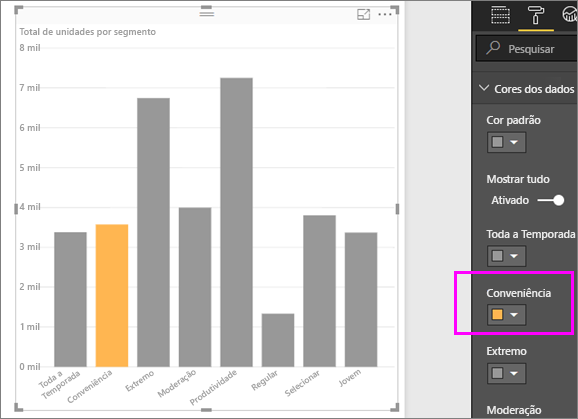 Total de unidades por segmento
8 mil
7 mil
6 mil
5 mil
4 mil
3 mil
2 mil
1 mil
0 mil
Toda a
Temporada
Conveniência
Extremo
Moderação
Produtividade
Regular
Selecionar
Jovem
Pesquisar
Cores dos dados
Cor padrão
Mostrar tudo
Ativado
Toda a Temporada
Conveniência
Extremo
Moderação